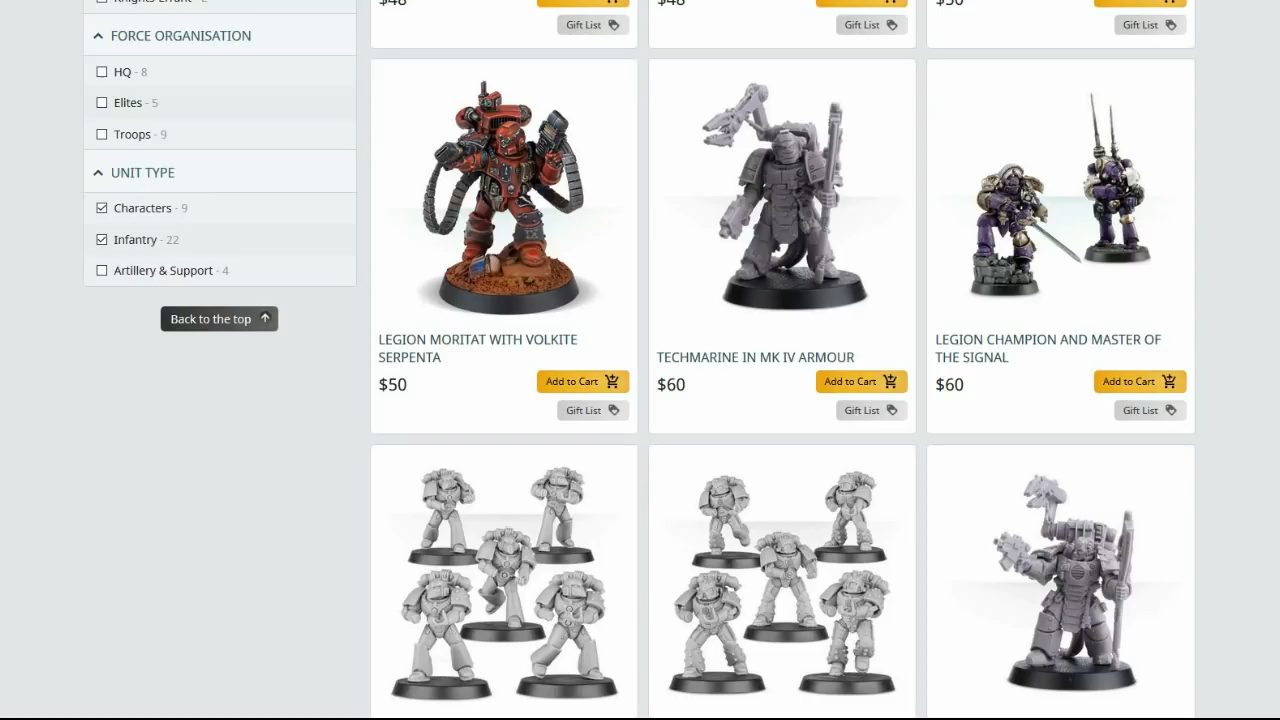 FORCE ORGANISATION
HQ - 8
Elites - 5
Troops - 9
UNIT TYPE
Characters - 9
Infantry - 22
Artillery & Support - 4
Back to the top
Gift List
Gift List
Gift List
LEGION MORITAT WITH VOLKITE
SERPENTA
$50
Add to Cart
Gift List
TECHMARINE IN MK IV ARMOUR
$60
Add to Cart
Gift List
LEGION CHAMPION AND MASTER OF
THE SIGNAL
$60
Add to Cart
Gift List